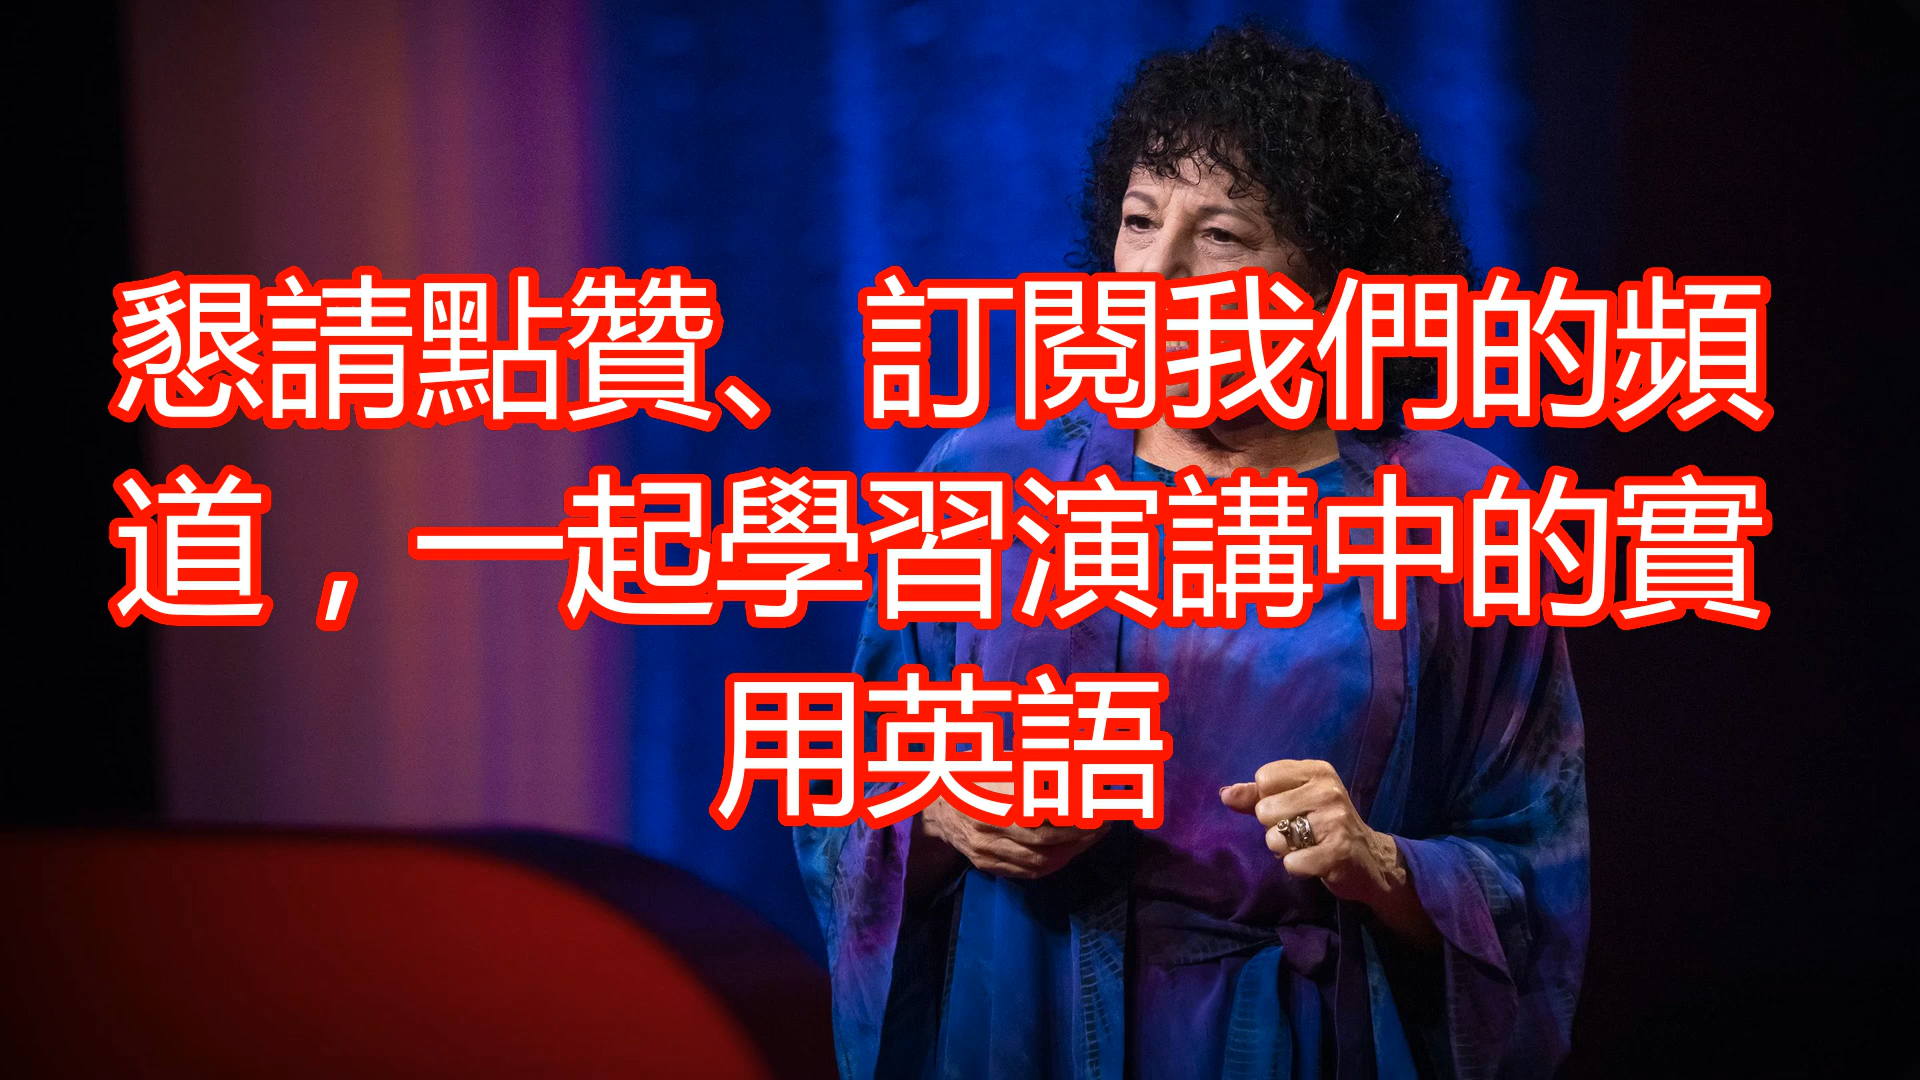 懇請點贊、訂閱我們的頻
道，一起學習演講中的實
用英語